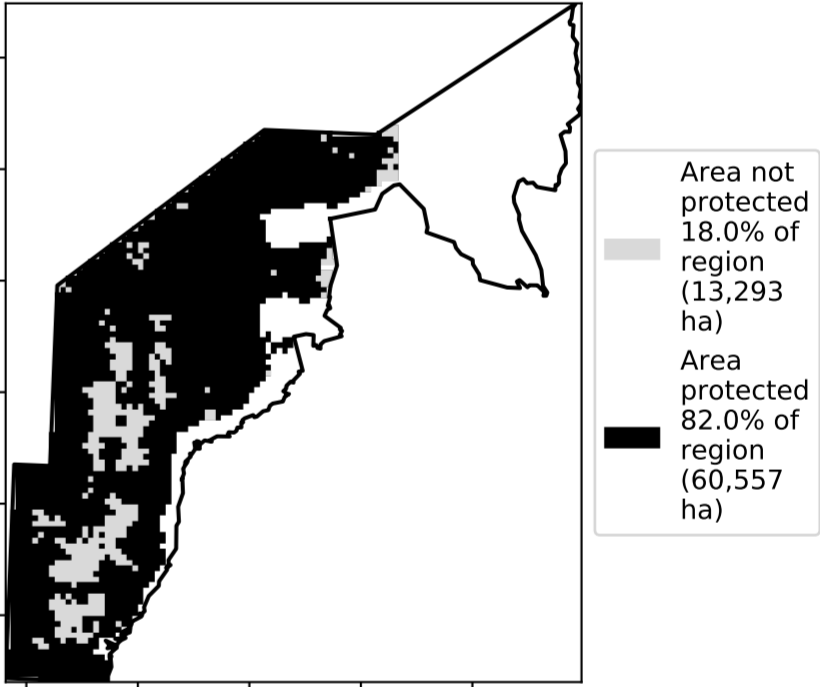 Area not
protected
18.0% of
region
(13,293
ha)
Area
protected
82.0% of
region
(60,557
ha)